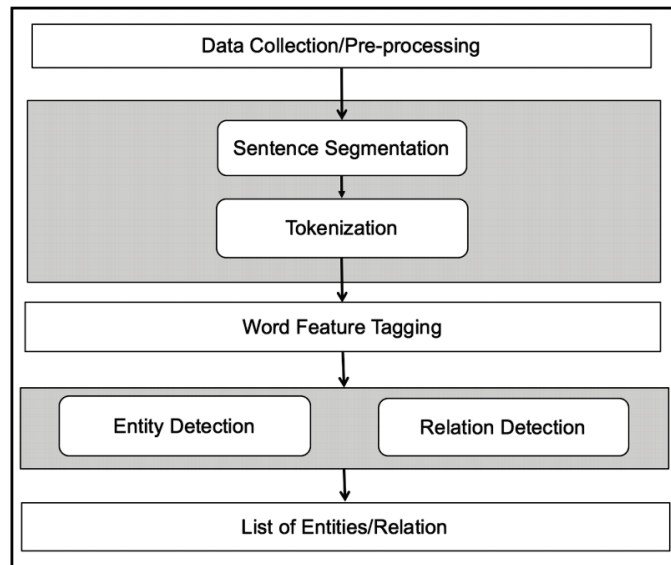 Data Collection/Pre-processing
Sentence Segmentation
Tokenization
Word Feature Tagging
Entity Detection
Relation Detection
List of Entities/Relation